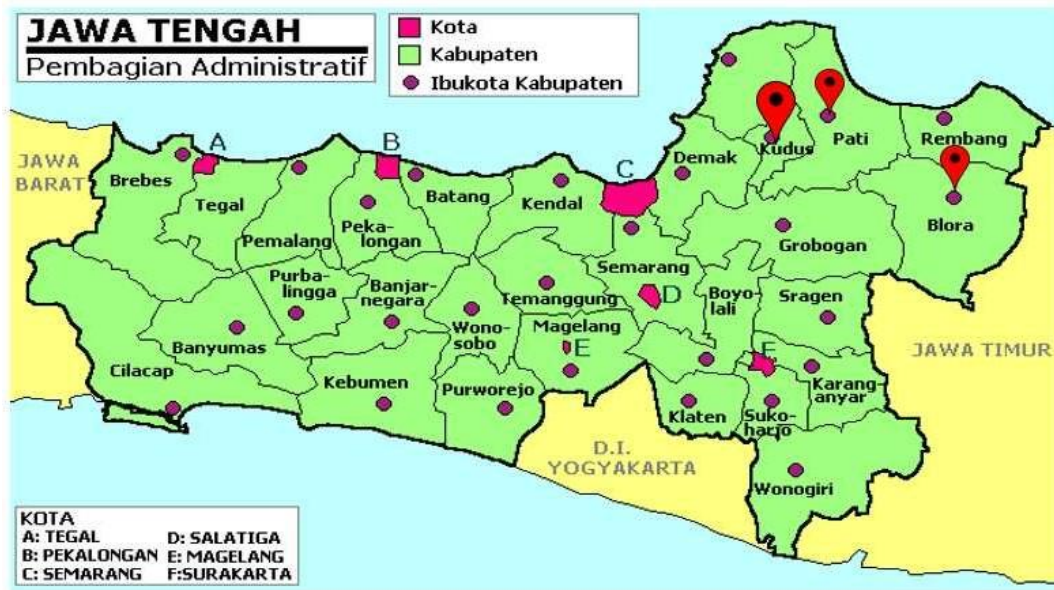 JAWA TENGAH
Pembagian Administratif
Kota
Kabupaten
Ibukota Kabupaten
A
B
C
JAWA
BARAT
Brebes
Tegal
Pemalang
Peka-
longan
Batang
Kendal
Demak
Kudus
Pati
Rembang
Blora
Grobogan
Semarang
D
Boyo-
lali
Sragen
Purba-
lingga
Banjar-
negara
Temanggung
Wono-
sobo
Magelang
E
F
Banyumas
Cilacap
Kebumen
Purworejo
Klaten
Suko-
harjo
Karang-
anyar
JAWA TIMUR
D.I.
YOGYAKARTA
Wonogiri
KOTA
A: TEGAL
D: SALATIGA
B: PEKALONGAN
E: MAGELANG
C: SEMARANG
F:SURAKARTA